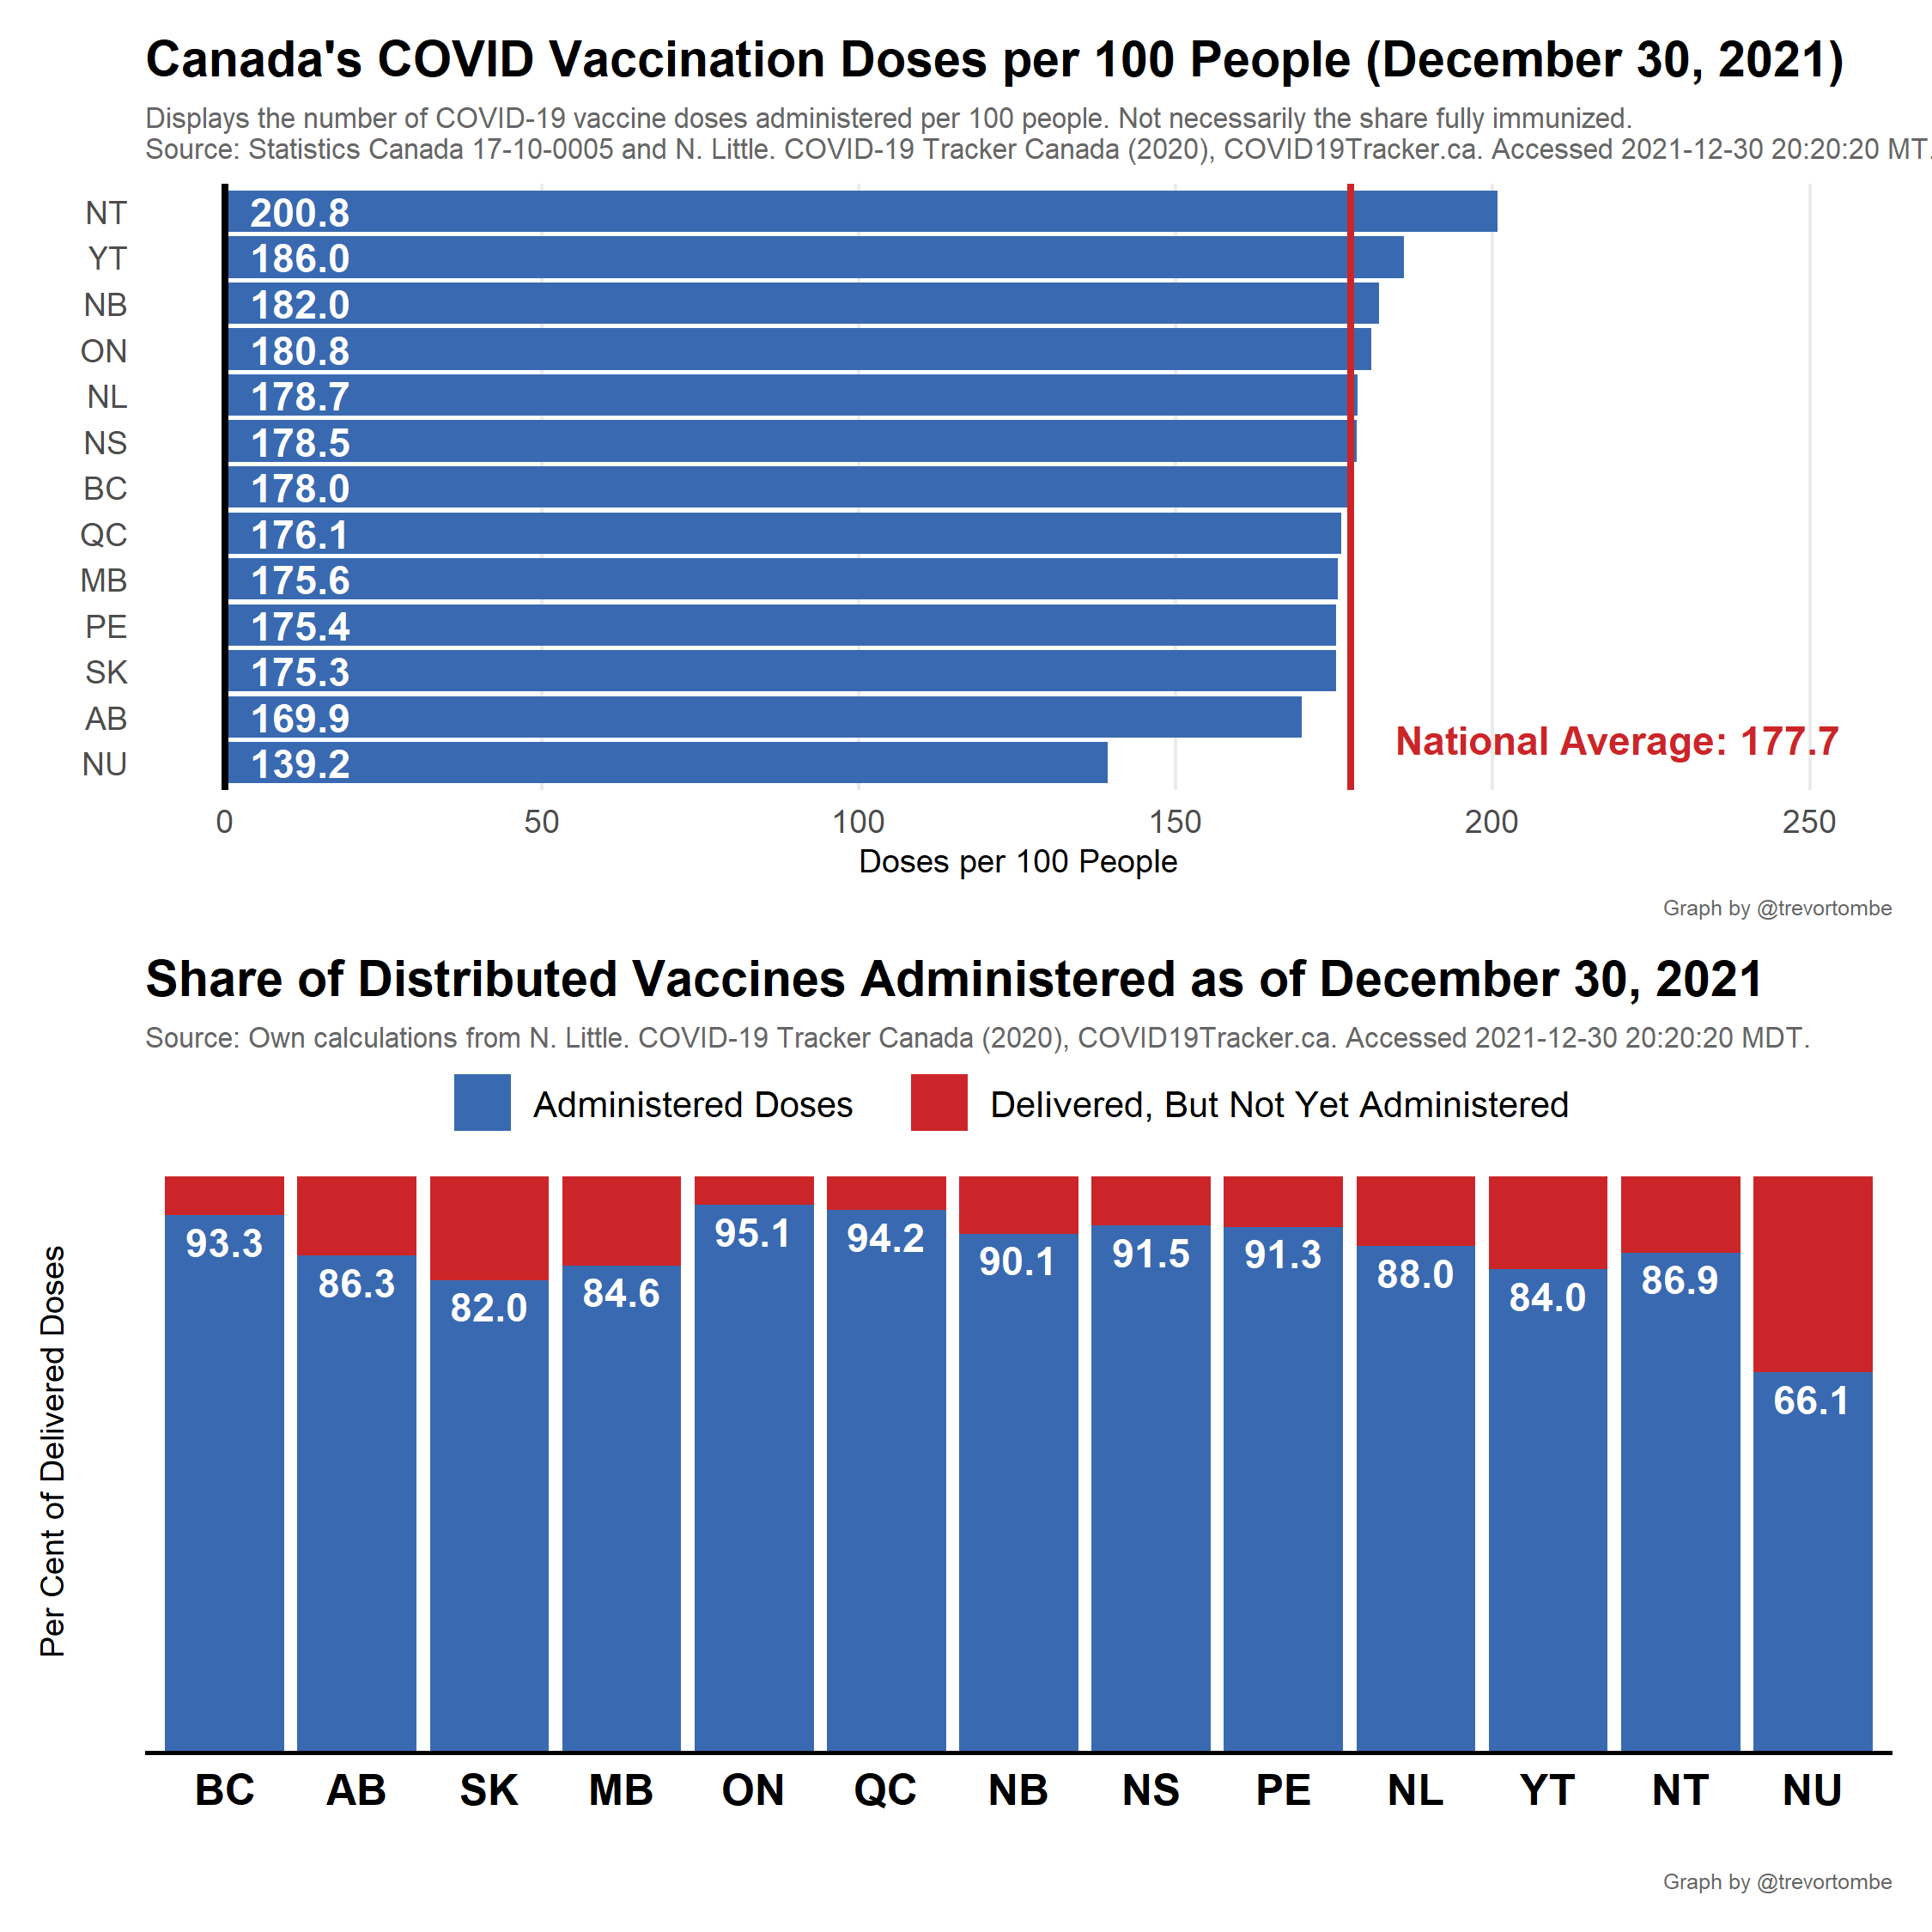 Canada's COVID Vaccination Doses per 100 People (December 30, 2021)
Displays the number of COVID-19 vaccine doses administered per 100 people. Not necessarily the share fully immunized.
Source: Statistics Canada 17-10-0005 and N. Little. COVID-19 Tracker Canada (2020), COVID19Tracker.ca. Accessed 2021-12-30 20:20:20 MT.
NT 200.8
YT 186.0
NB 182.0
ON 180.8
NL 178.7
NS 178.5
BC 178.0
QC 176.1
MB 175.6
PE 175.4
SK 175.3
AB 169.9
National Average: 177.7
NU 139.2
0 50 100 150 200 250
Doses per 100 People
Graph by @trevortombe
Share of Distributed Vaccines Administered as of December 30, 2021
Source: Own calculations from N. Little. COVID-19 Tracker Canada (2020), COVID19Tracker.ca. Accessed 2021-12-30 20:20:20 MDT.
Administered Doses Delivered, But Not Yet Administered
Per Cent of Delivered Doses
93.3 86.3 82.0 84.6 95.1 94.2 90.1 91.5 91.3 88.0 84.0 86.9 66.1
BC AB SK MB ON QC NB NS PE NL YT NT NU
Graph by @trevortombe